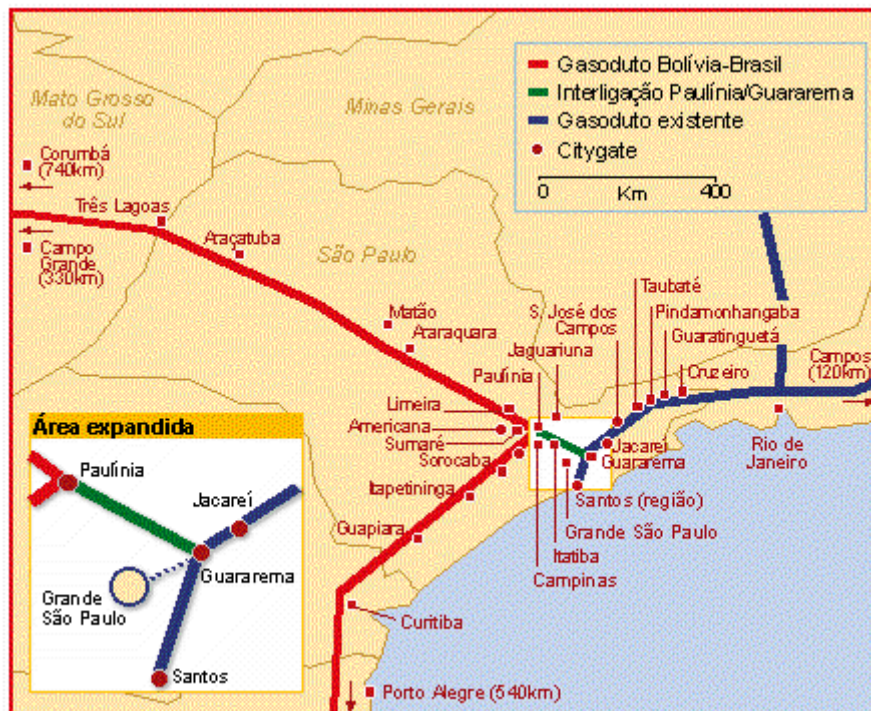 Gasoduto Bolívia-Brasil
Interligação Paulínia/Guararema
Gasoduto existente
Citygate
0 400
Km
Mato Grosso
do Sul
Minas Gerais
Corumbá
(740km)
Três Lagoas
Campo
Grande
(330km)
Araçatuba
São Paulo
Matão
Araraquara
S. José dos
Campos
Jaguariuna
Paulínia
Taubaté
Pindamonhangaba
Guaratinguetá
Cruzeiro
Campos
(120km)
Limeira
Americana
Sumaré
Sorocaba
Itapetininga
Guapiara
Jacareí
Guararema
Rio de
Janeiro
Santos (região)
Grande São Paulo
Itatiba
Campinas
Curitiba
Porto Alegre (540km)
Área expandida
Paulínia
Jacareí
Guararema
Grande
São Paulo
Santos